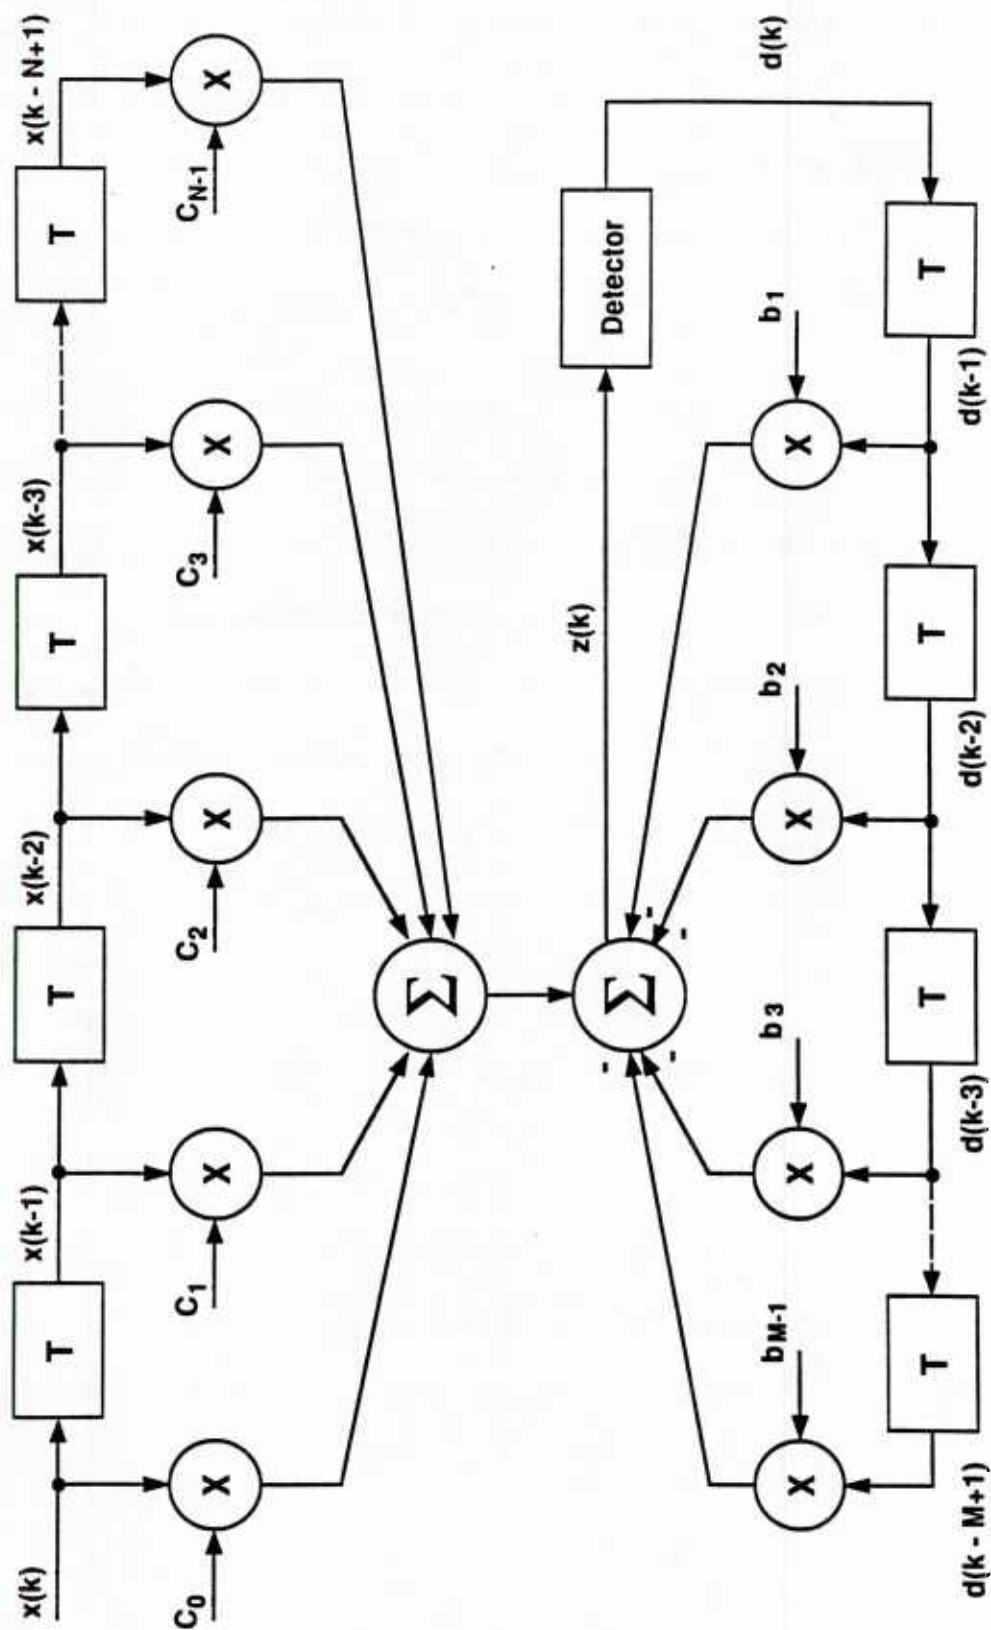 x(k)
x(k-1)
x(k-2)
x(k-3)
x(k - N+1)
T
T
T
T
X
X
X
X
X
C0
C1
C2
C3
CN-1
Σ
Σ
-
-
-
-
z(k)
Detector
d(k)
bM-1
b3
b2
b1
X
X
X
X
T
T
T
T
d(k - M+1)
d(k-3)
d(k-2)
d(k-1)